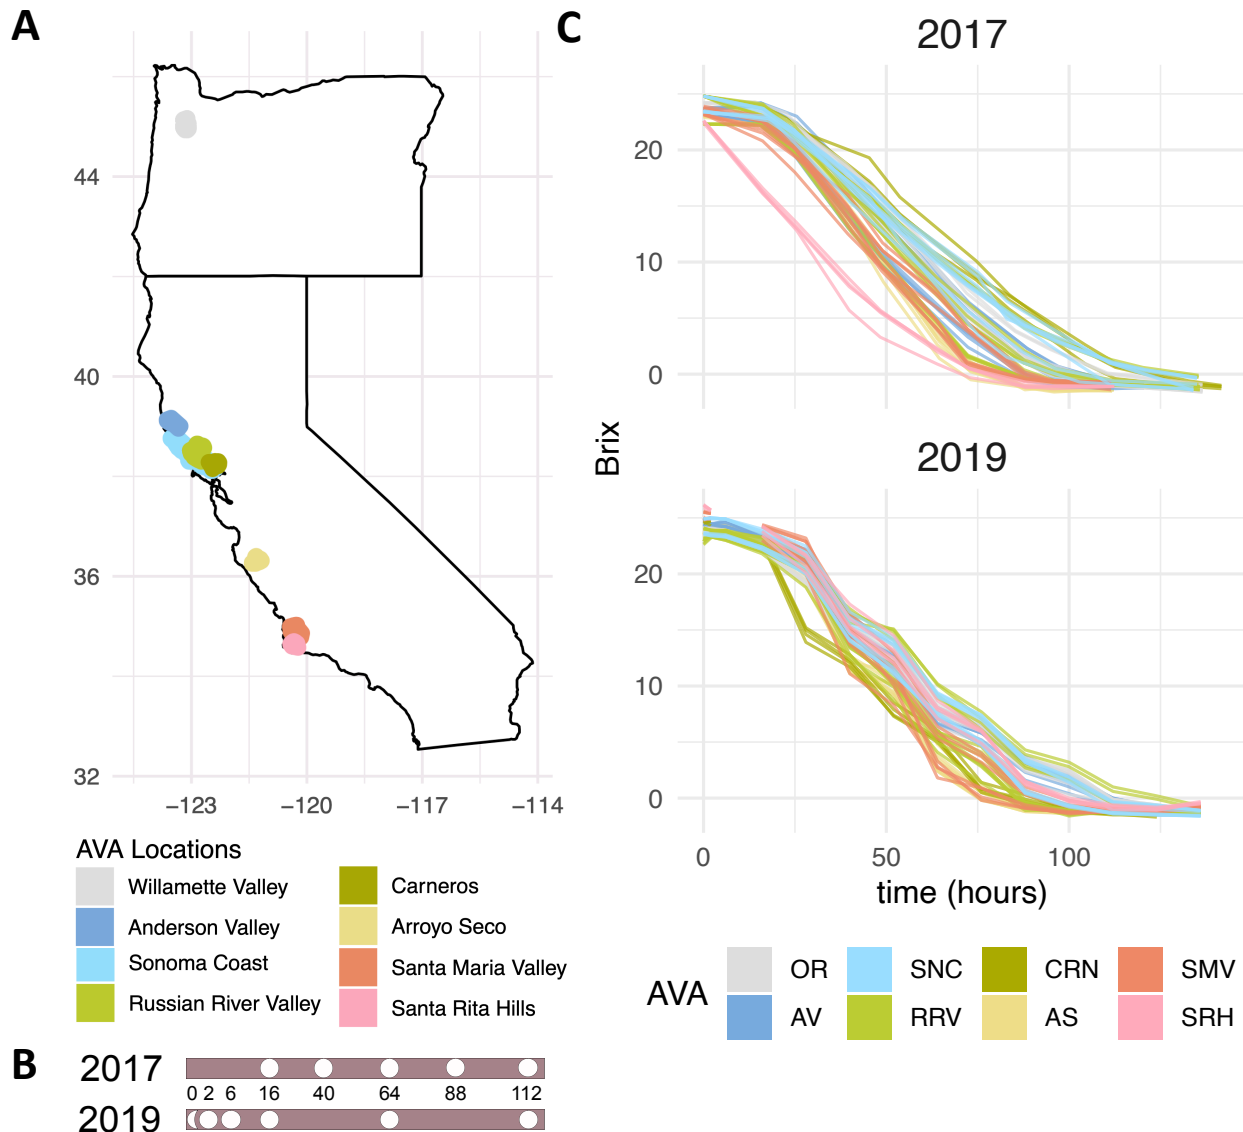 A
44
40
36
32
−123 −120 −117 −114
AVA Locations
Willamette Valley
Anderson Valley
Sonoma Coast
Russian River Valley
Carneros
Arroyo Seco
Santa Maria Valley
Santa Rita Hills
B
2017
0 2 6 16 40 64 88 112
2019
C
2017
20
10
0
Brix
2019
20
10
0
0 50 100
time (hours)
AVA
OR SNC CRN SMV
AV RRV AS SRH